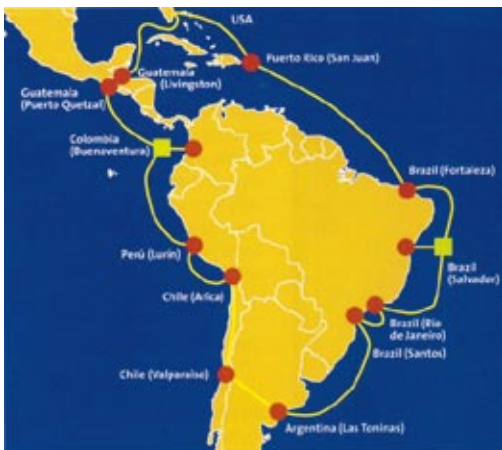 USA
Puerto Rico (San Juan)
Guatemala
(Livingston)
Guatemala
(Puerto Quetzal)
Colombia
(Buenaventura)
Brazil (Fortaleza)
Perú (Lurin)
Brazil
(Salvador)
Chile (Arica)
Brazil (Rio
de Janeiro)
Brazil (Santos)
Chile (Valparaíso)
Argentina (Las Toninas)